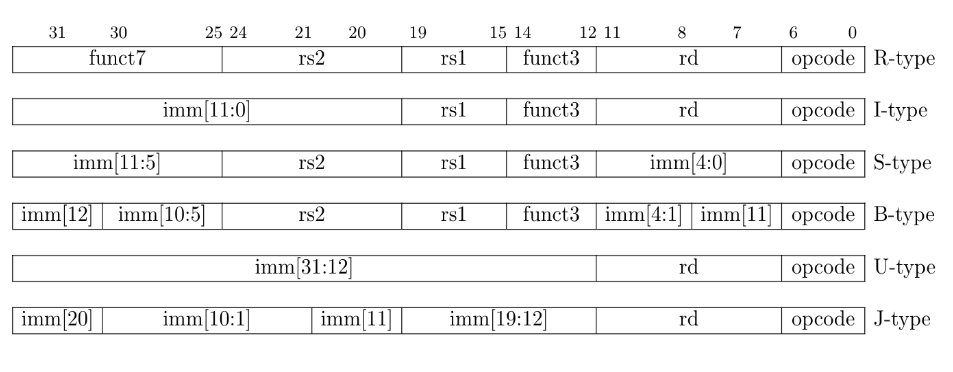 31 30 25 24 21 20 19 15 14 12 11 8 7 6 0
funct7 rs2 rs1 funct3 rd opcode R-type
imm[11:0] rs1 funct3 rd opcode I-type
imm[11:5] rs2 rs1 funct3 imm[4:0] opcode S-type
imm[12] imm[10:5] rs2 rs1 funct3 imm[4:1] imm[11] opcode B-type
imm[31:12] rd opcode U-type
imm[20] imm[10:1] imm[11] imm[19:12] rd opcode J-type